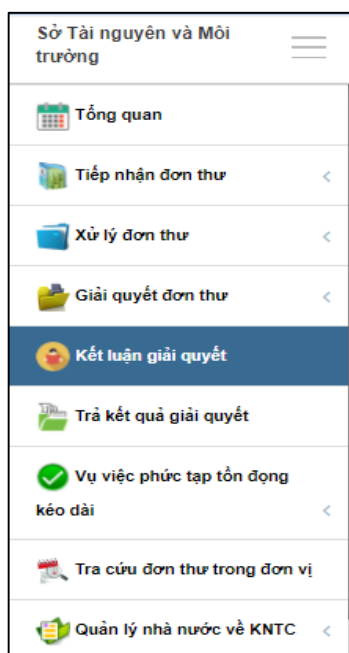 Sở Tài nguyên và Môi
trường
Tổng quan
Tiếp nhận đơn thư
Xử lý đơn thư
Giải quyết đơn thư
Kết luận giải quyết
Trả kết quả giải quyết
Vụ việc phức tạp tồn đọng
kéo dài
Tra cứu đơn thư trong đơn vị
Quản lý nhà nước về KNTC